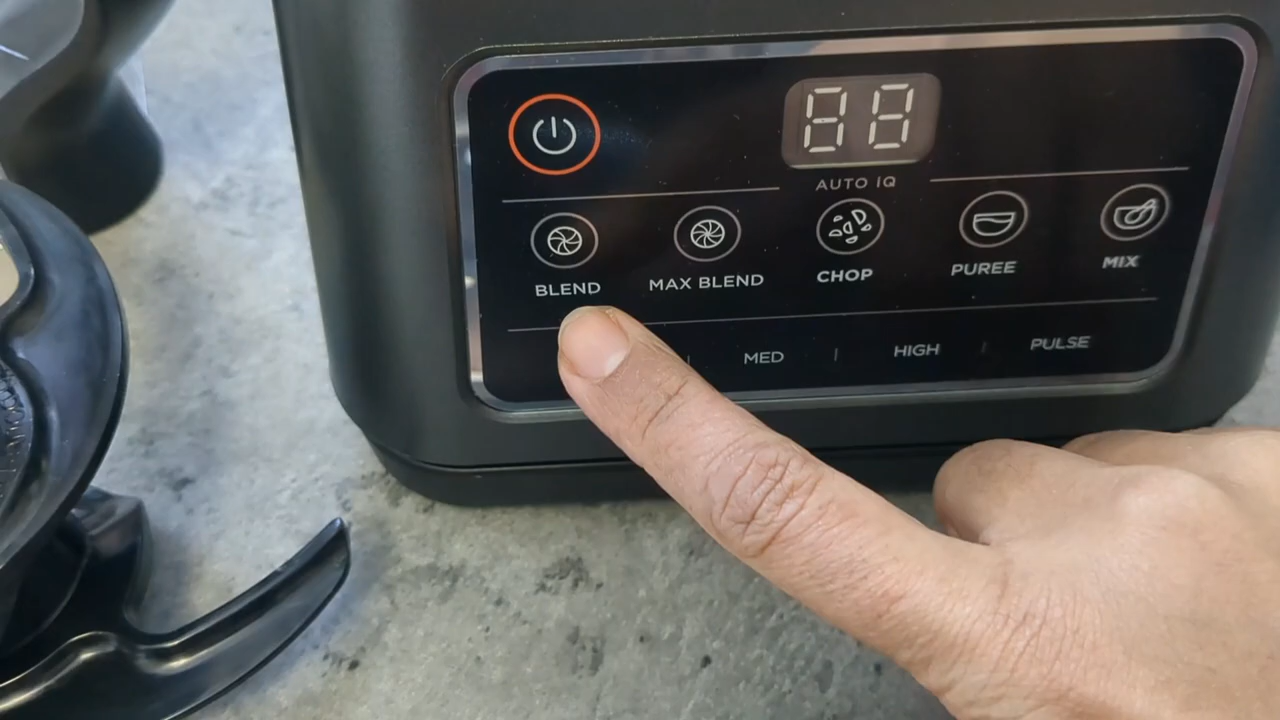 88
AUTO iQ
BLEND MAX BLEND CHOP PUREE MIX
| MED | HIGH | PULSE